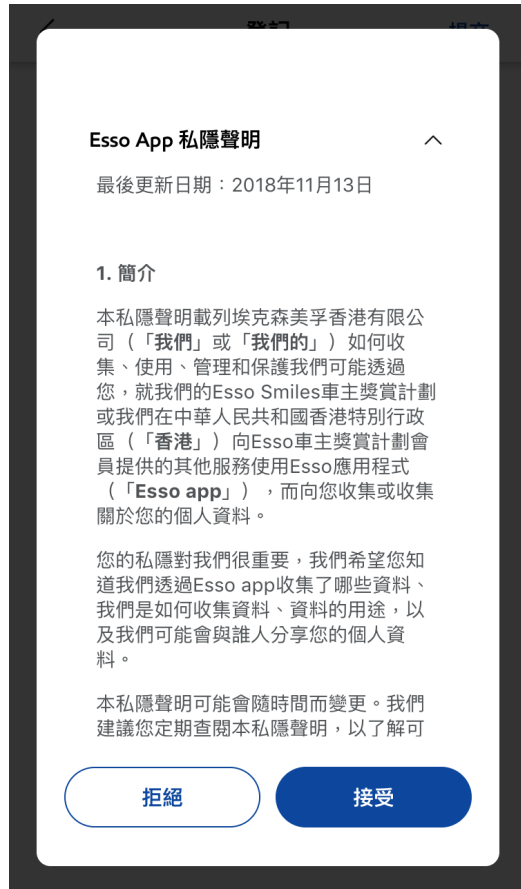 Esso App 私隱聲明
最後更新日期：2018年11月13日
1. 簡介
本私隱聲明載列埃克森美孚香港有限公
司（「我們」或「我們的」）如何收
集、使用、管理和保護我們可能透過
您，就我們的Esso Smiles車主獎賞計劃
或我們在中華人民共和國香港特別行政
區（「香港」）向Esso車主獎賞計劃會
員提供的其他服務使用Esso應用程式
（「Esso app」），而向您收集或收集
關於您的個人資料。
您的私隱對我們很重要，我們希望您知
道我們透過Esso app收集了哪些資料、
我們是如何收集資料、資料的用途，以
及我們可能會與誰人分享您的個人資
料。
本私隱聲明可能會隨時間而變更。我們
建議您定期查閱本私隱聲明，以了解可
拒絕
接受